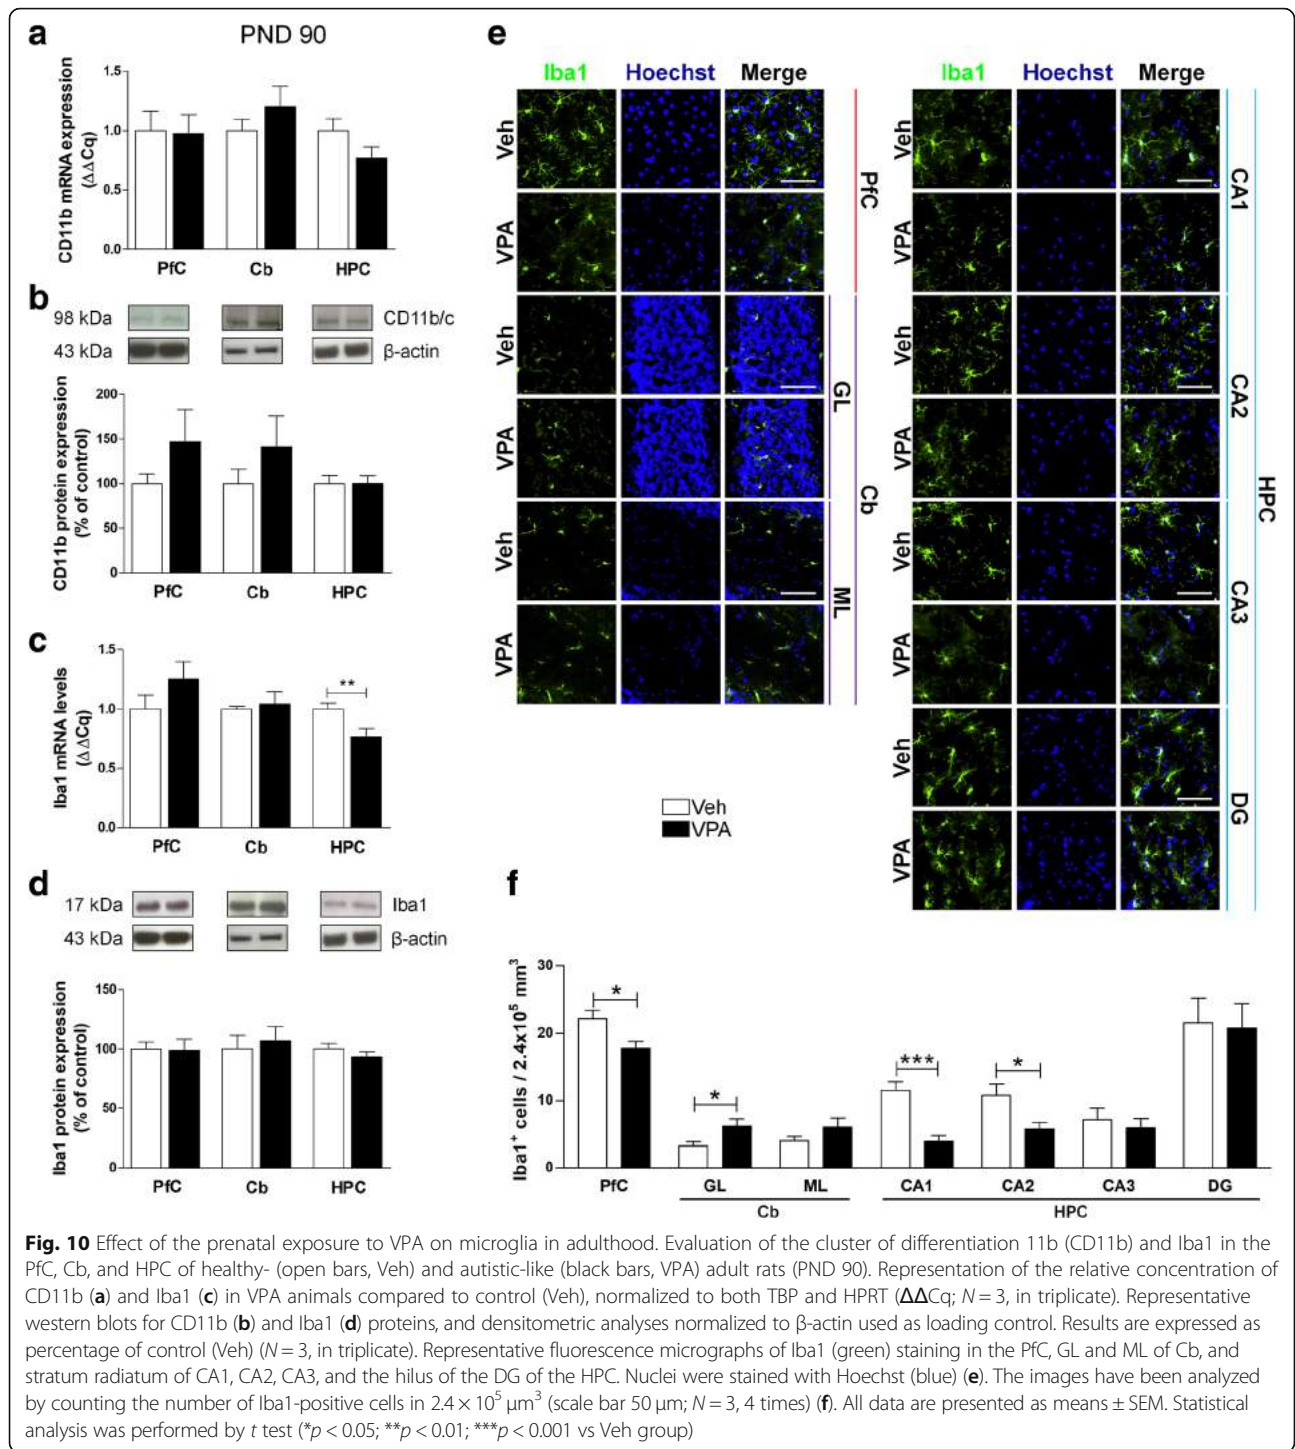 a
PND 90
CD11b mRNA expression
(ΔΔCq)
1.5
1.0
0.5
0.0
PfC Cb HPC
b
98 kDa CD11b/c
43 kDa β-actin
CD11b protein expression
(% of control)
200
150
100
50
0
PfC Cb HPC
c
Iba1 mRNA levels
(ΔΔCq)
1.5
1.0
0.5
0.0
**
PfC Cb HPC
d
17 kDa Iba1
43 kDa β-actin
Iba1 protein expression
(% of control)
150
100
50
0
PfC Cb HPC
e
Iba1 Hoechst Merge
Veh
VPA
Veh
VPA
Veh
VPA
PfC
GL
ML
Cb
Iba1 Hoechst Merge
Veh
VPA
Veh
VPA
Veh
VPA
Veh
VPA
CA1
CA2
CA3
DG
HPC
Veh
VPA
f
Iba1+ cells / 2.4x10⁵ mm³
30
20
10
0
* * *** *
PfC GL ML CA1 CA2 CA3 DG
Cb HPC
Fig. 10 Effect of the prenatal exposure to VPA on microglia in adulthood. Evaluation of the cluster of differentiation 11b (CD11b) and Iba1 in the
PfC, Cb, and HPC of healthy- (open bars, Veh) and autistic-like (black bars, VPA) adult rats (PND 90). Representation of the relative concentration of
CD11b (a) and Iba1 (c) in VPA animals compared to control (Veh), normalized to both TBP and HPRT (ΔΔCq; N = 3, in triplicate). Representative
western blots for CD11b (b) and Iba1 (d) proteins, and densitometric analyses normalized to β-actin used as loading control. Results are expressed as
percentage of control (Veh) (N = 3, in triplicate). Representative fluorescence micrographs of Iba1 (green) staining in the PfC, GL and ML of Cb, and
stratum radiatum of CA1, CA2, CA3, and the hilus of the DG of the HPC. Nuclei were stained with Hoechst (blue) (e). The images have been analyzed
by counting the number of Iba1-positive cells in 2.4 × 10⁵ μm³ (scale bar 50 μm; N = 3, 4 times) (f). All data are presented as means ± SEM. Statistical
analysis was performed by t test (*p < 0.05; **p < 0.01; ***p < 0.001 vs Veh group)